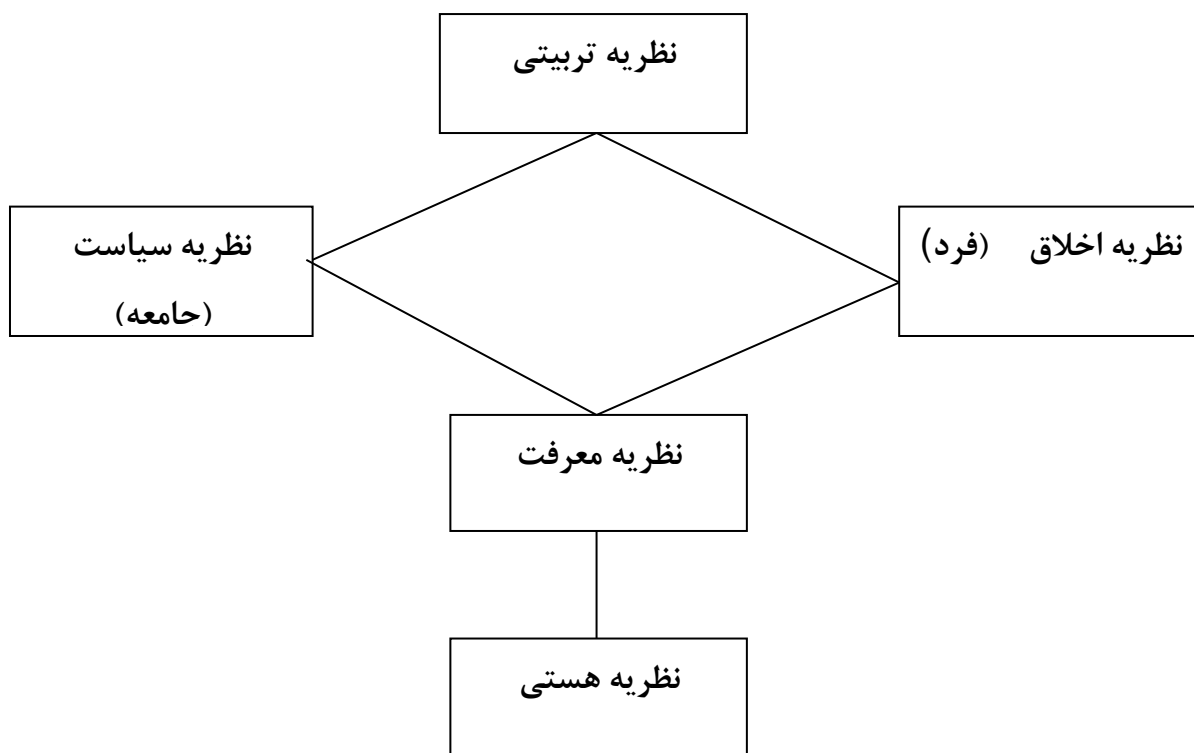 نظریه تربیتی
نظریه اخلاق (فرد)
نظریه سیاست
(حامعه)
نظریه معرفت
نظریه هستی